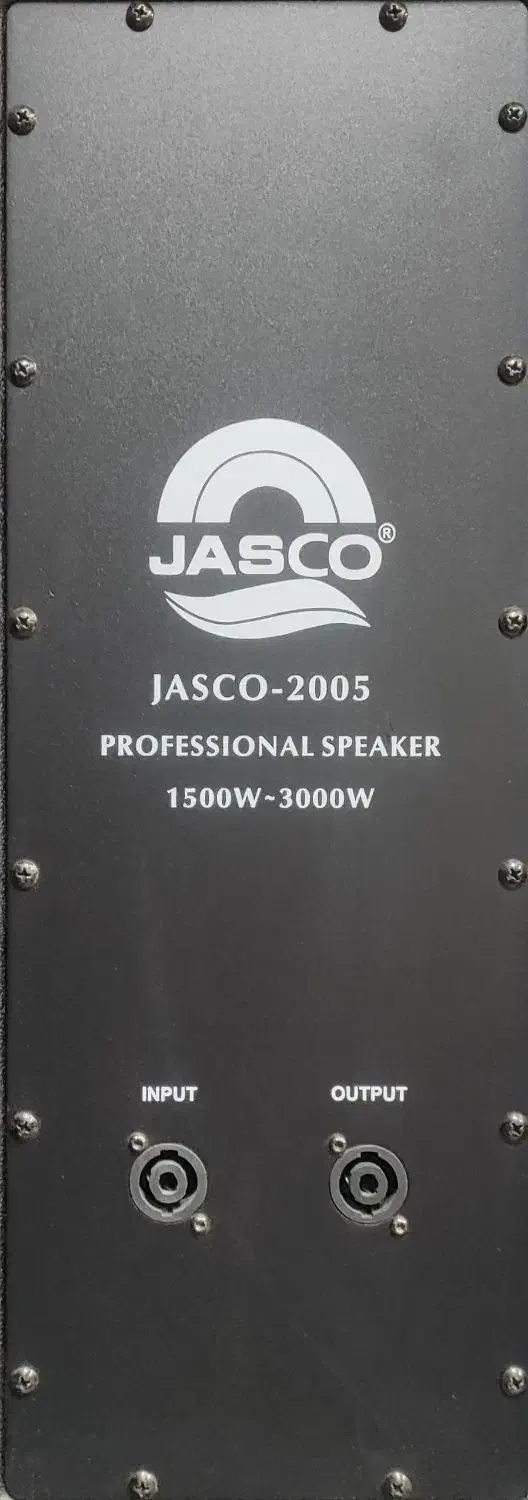 JASCO®
JASCO-2005
PROFESSIONAL SPEAKER
1500W~3000W
INPUT OUTPUT